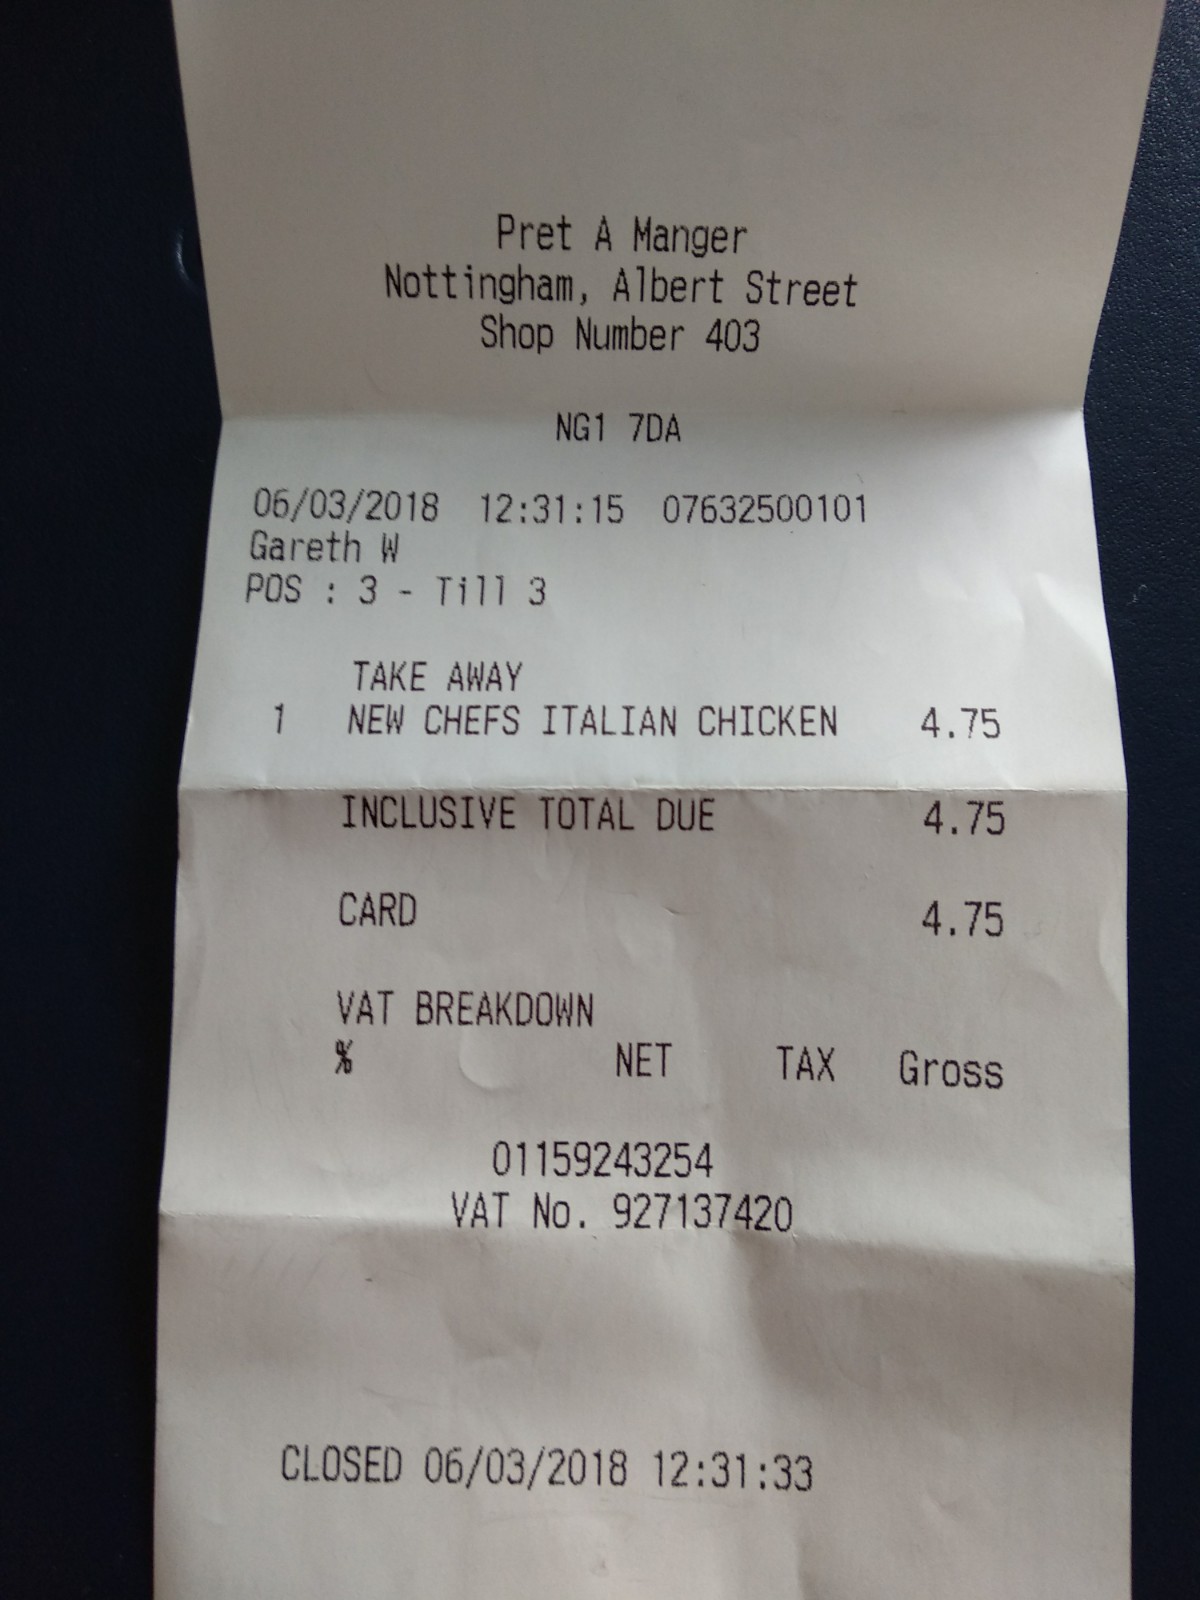 Pret A Manger
Nottingham, Albert Street
Shop Number 403
NG1 7DA
06/03/2018 12:31:15 07632500101
Gareth W
POS : 3 - Till 3
TAKE AWAY
1 NEW CHEFS ITALIAN CHICKEN 4.75
INCLUSIVE TOTAL DUE 4.75
CARD 4.75
VAT BREAKDOWN
% NET TAX Gross
01159243254
VAT No. 927137420
CLOSED 06/03/2018 12:31:33